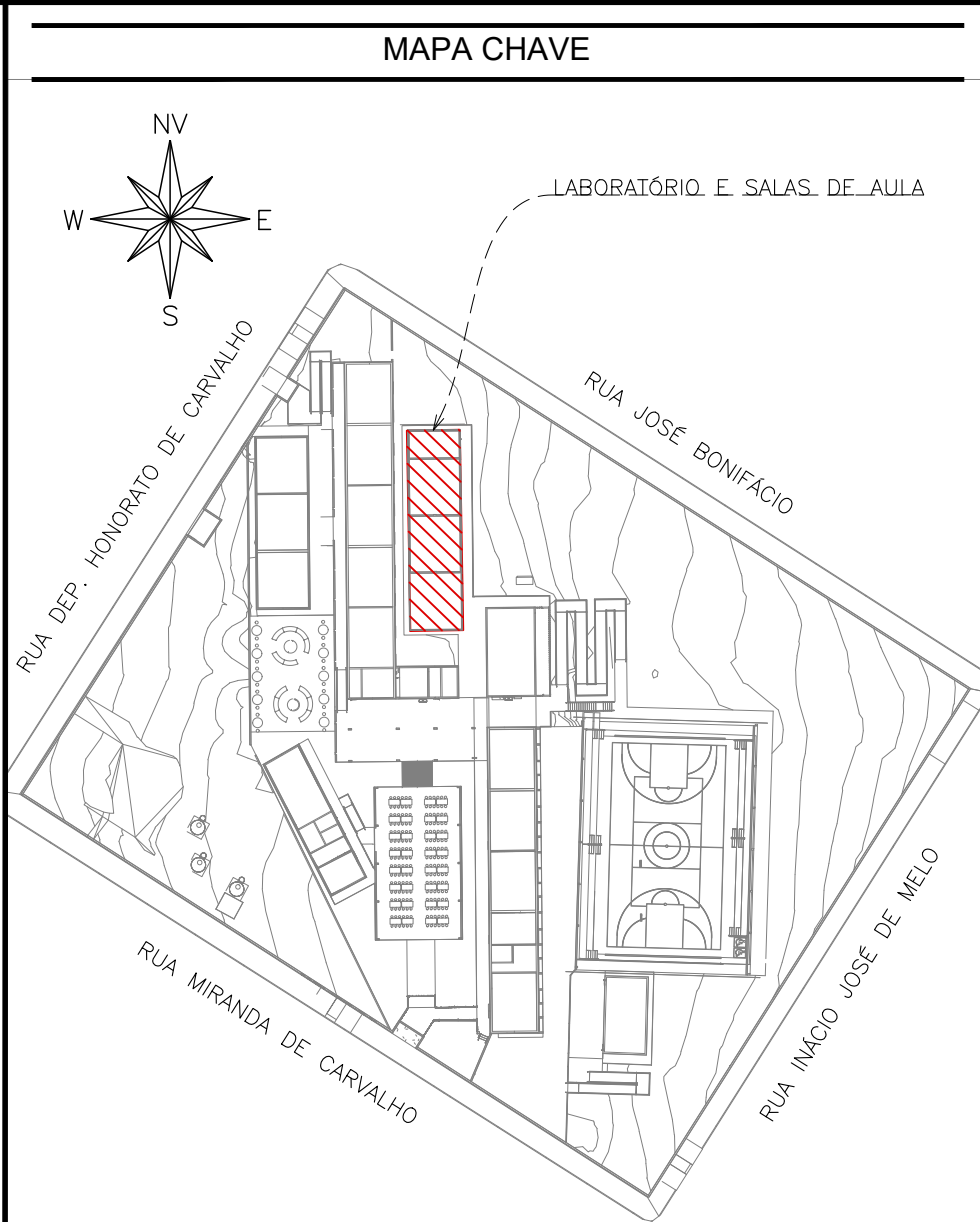 MAPA CHAVE
NV
W
E
S
LABORATÓRIO E SALAS DE AULA
RUA DEP. HONORATO DE CARVALHO
RUA JOSÉ BONIFÁCIO
RUA MIRANDA DE CARVALHO
RUA INÁCIO JOSÉ DE MELO